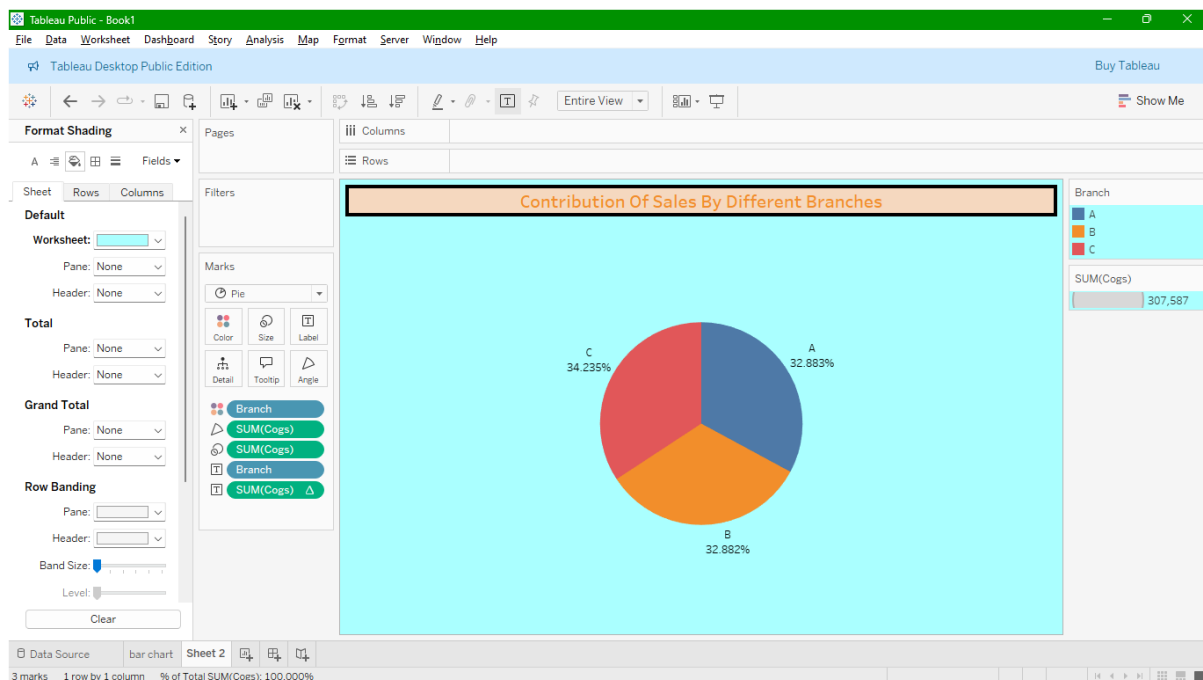 Tableau Public - Book1
File Data Worksheet Dashboard Story Analysis Map Format Server Window Help
Tableau Desktop Public Edition Buy Tableau
Entire View Show Me
Format Shading
Fields
Sheet Rows Columns
Default
Worksheet:
Pane: None
Header: None
Total
Pane: None
Header: None
Grand Total
Pane: None
Header: None
Row Banding
Pane:
Header:
Band Size:
Level:
Clear
Pages
Filters
Marks
Pie
Color Size Label
Detail Tooltip Angle
Branch
SUM(Cogs)
SUM(Cogs)
T Branch
T SUM(Cogs) Δ
Columns
Rows
Contribution Of Sales By Different Branches
C
34.235%
A
32.883%
B
32.882%
Branch
A
B
C
SUM(Cogs)
307,587
Data Source bar chart Sheet 2
3 marks 1 row by 1 column % of Total SUM(Cogs): 100.000%